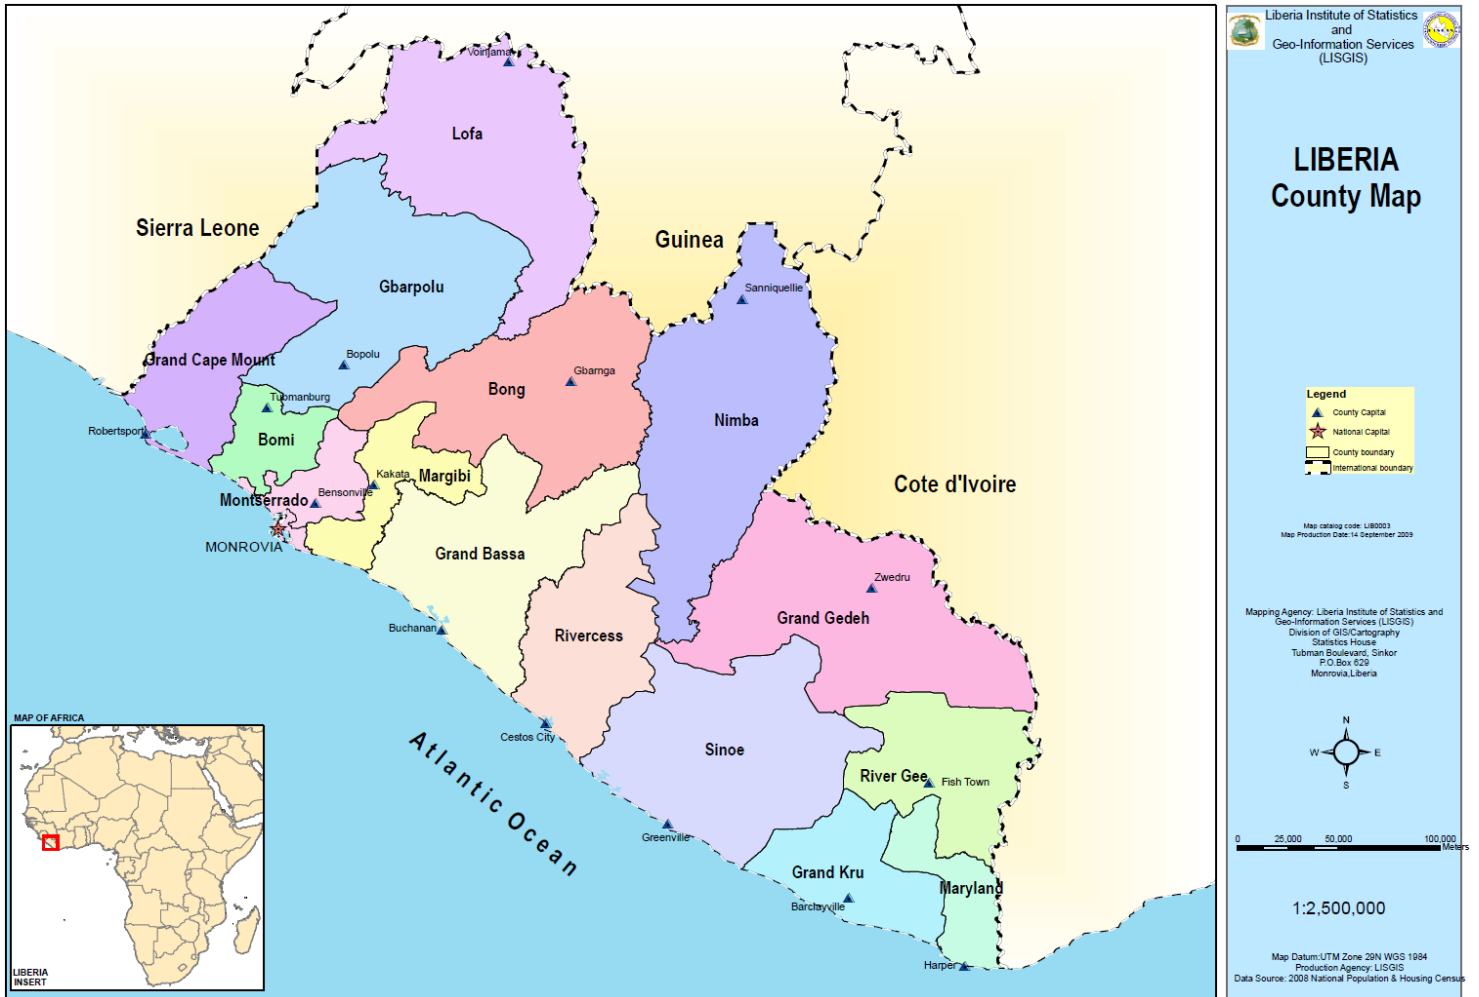 Liberia Institute of Statistics
and
Geo-Information Services
(LISGIS)
LIBERIA
County Map
Voinjama
Lofa
Sierra Leone
Guinea
Gbarpolu
Sanniquellie
Grand Cape Mount
Bopolu
Gbarnga
Bong
Tubmanburg
Nimba
Robertsport
Bomi
Kakata
Margibi
Cote d'Ivoire
Montserrado
Bensonville
MONROVIA
Grand Bassa
Zwedru
Grand Gedeh
Buchanan
Rivercess
Cestos City
Sinoe
River Gee
Fish Town
Greenville
Grand Kru
Maryland
Barclayville
Harper
Atlantic Ocean
MAP OF AFRICA
LIBERIA
INSERT
Legend
County Capital
National Capital
County boundary
International boundary
Map catalog code: LIB0003
Map Production Date:14 September 2009
Mapping Agency: Liberia Institute of Statistics and
Geo-Information Services (LISGIS)
Division of GIS/Cartography
Statistics House
Tubman Boulevard, Sinkor
P.O.Box 629
Monrovia,Liberia
N
W E
S
0 25,000 50,000 100,000
Meters
1:2,500,000
Map Datum:UTM Zone 29N WGS 1984
Production Agency: LISGIS
Data Source: 2008 National Population & Housing Census